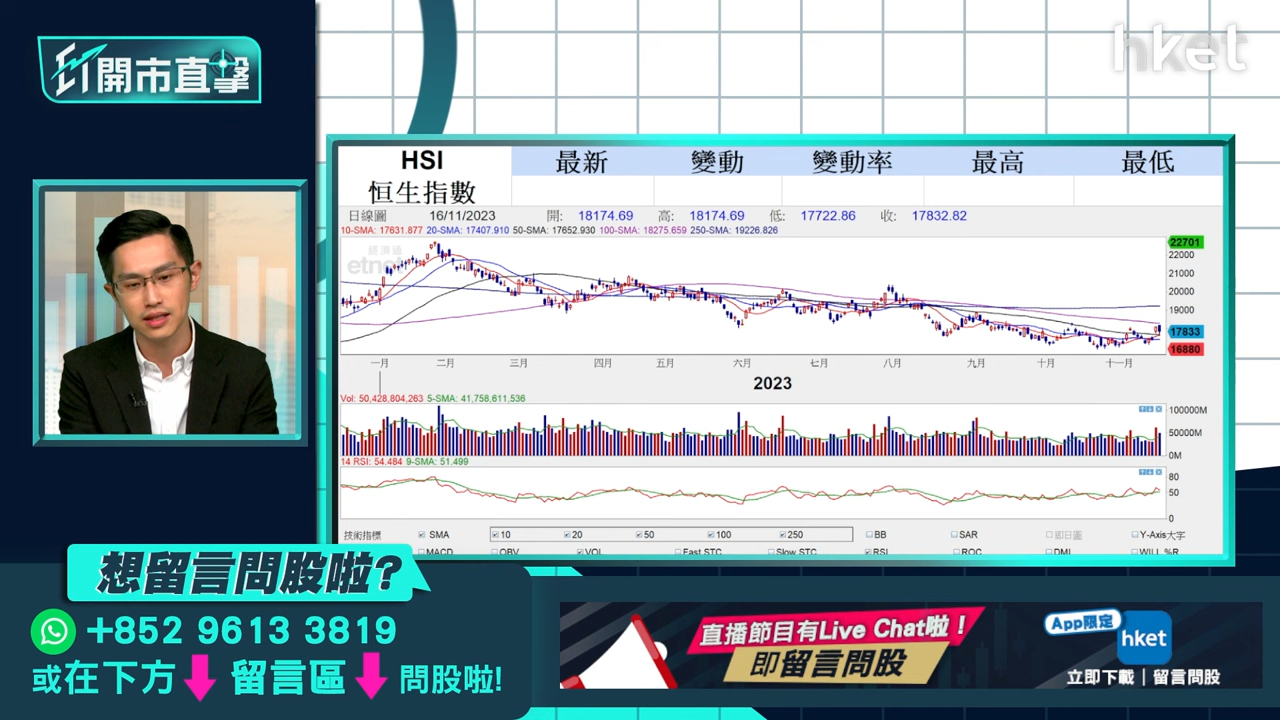 ET開市直擊
hket
HSI
恒生指數
最新
變動
變動率
最高
最低
日線圖 16/11/2023 開: 18174.69 高: 18174.69 低: 17722.86 收: 17832.82
10-SMA: 17631.877 20-SMA: 17407.910 50-SMA: 17652.930 100-SMA: 18275.659 250-SMA: 19226.826
經濟通
etnet
22701
22000
21000
20000
19000
17833
16880
一月 二月 三月 四月 五月 六月 七月 八月 九月 十月 十一月
2023
Vol: 50,428,804,263 5-SMA: 41,758,611,536
100000M
50000M
0M
14 RSI: 54.484 9-SMA: 51.499
80
50
0
技術指標 SMA 10 20 50 100 250 BB SAR 即日圖 Y-Axis大字
MACD OBV VOL Fast STC Slow STC RSI ROC DMI WILL %R
想留言問股啦?
+852 9613 3819
或在下方 留言區 問股啦!
直播節目有Live Chat啦!
即留言問股
App限定
hket
立即下載|留言問股